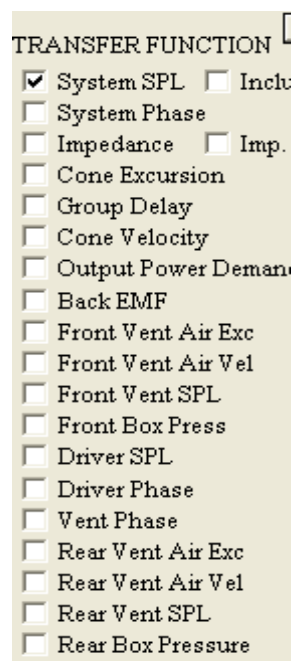 TRANSFER FUNCTION
System SPL Inclu
System Phase
Impedance Imp.
Cone Excursion
Group Delay
Cone Velocity
Output Power Deman
Back EMF
Front Vent Air Exc
Front Vent Air Vel
Front Vent SPL
Front Box Press
Driver SPL
Driver Phase
Vent Phase
Rear Vent Air Exc
Rear Vent Air Vel
Rear Vent SPL
Rear Box Pressure